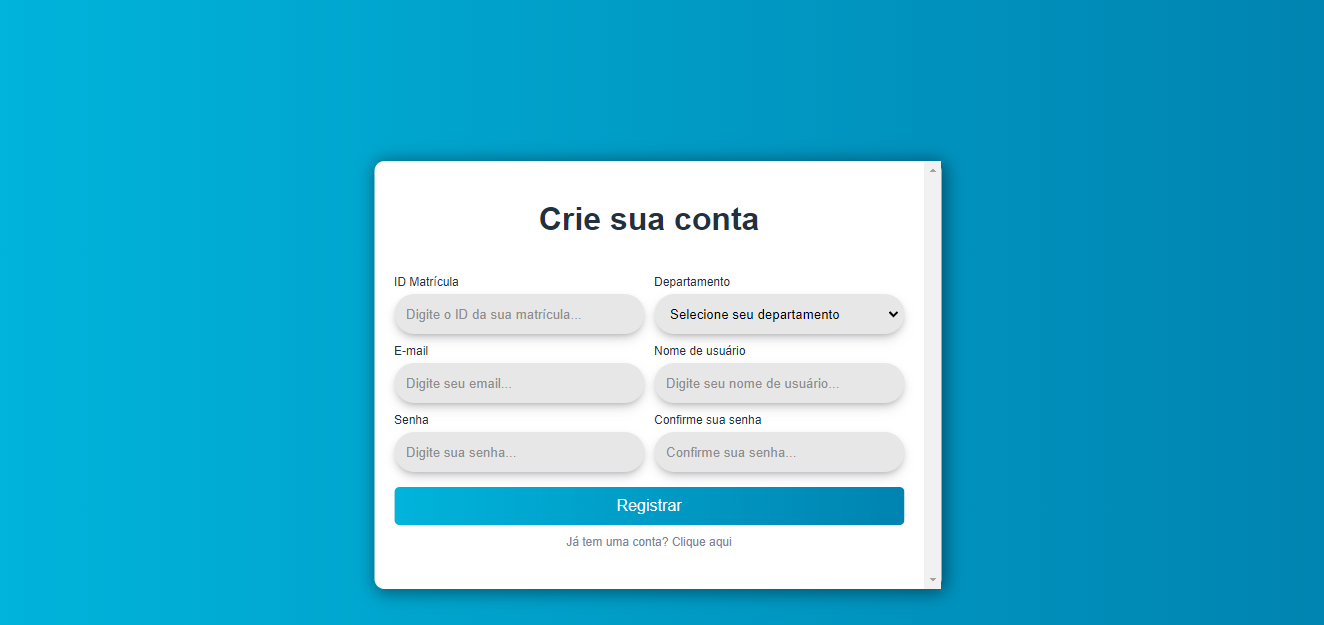 Crie sua conta
ID Matrícula
Departamento
Digite o ID da sua matrícula...
Selecione seu departamento
E-mail
Nome de usuário
Digite seu email...
Digite seu nome de usuário...
Senha
Confirme sua senha
Digite sua senha...
Confirme sua senha...
Registrar
Já tem uma conta? Clique aqui